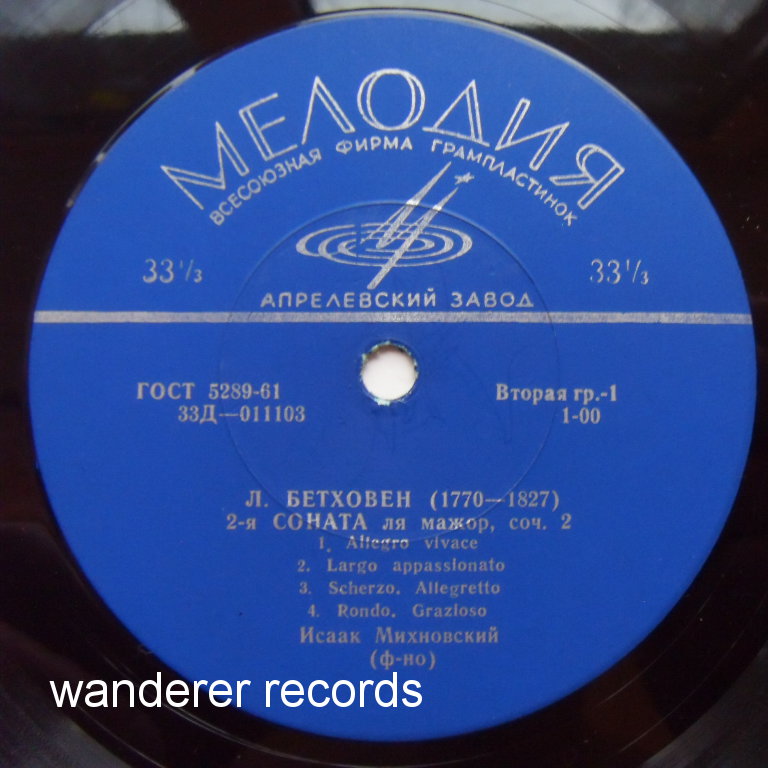 МЕЛОДИЯ
ВСЕСОЮЗНАЯ ФИРМА ГРАМПЛАСТИНОК
33⅓ 33⅓
АПРЕЛЕВСКИЙ ЗАВОД
ГОСТ 5289-61 Вторая гр.-1
33Д—011103 1-00
Л. БЕТХОВЕН (1770—1827)
2-я СОНАТА ля мажор, соч. 2
1. Allegro vivace
2. Largo appassionato
3. Scherzo. Allegretto
4. Rondo. Grazioso
Исаак Михновский
(ф-но)
wanderer records